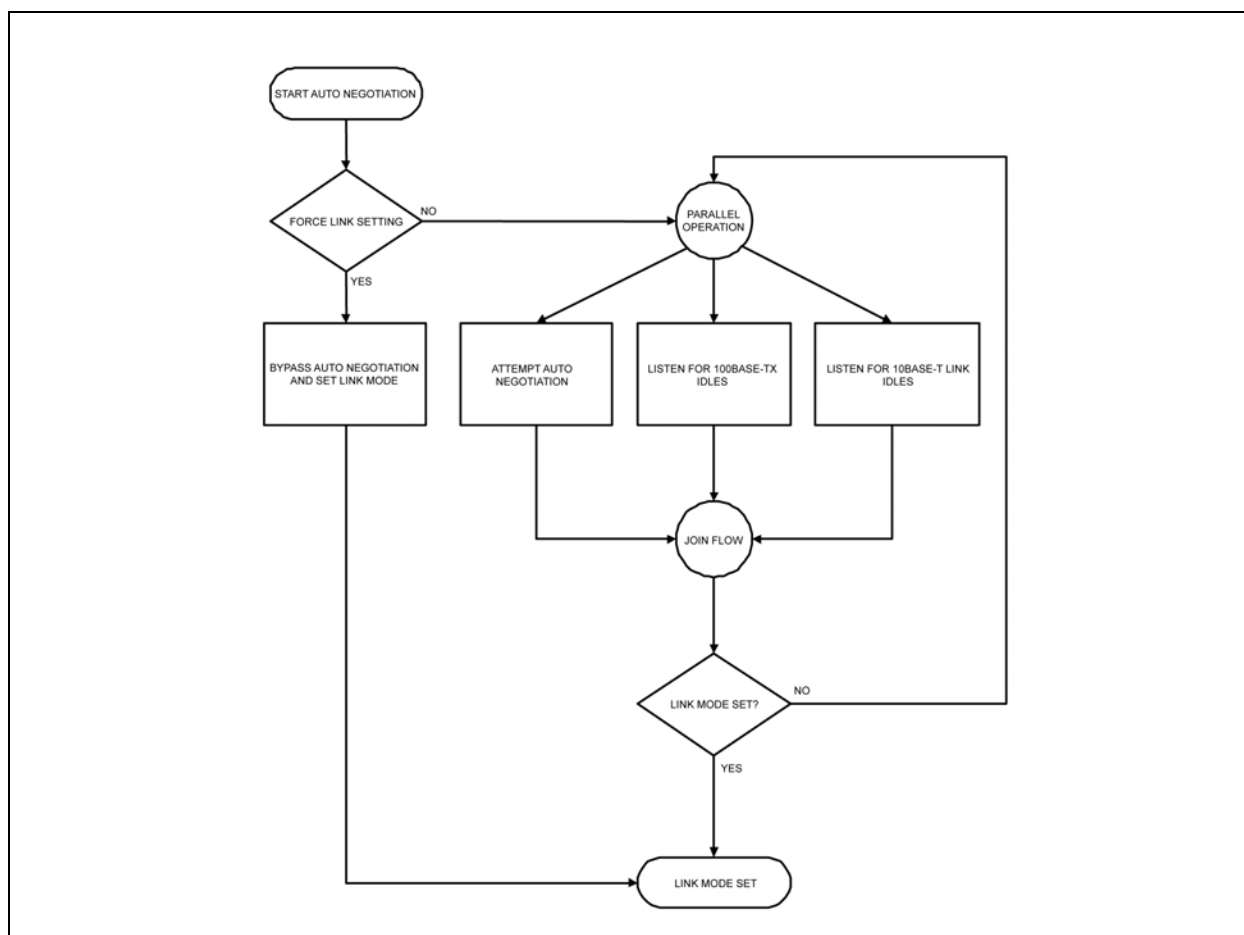 START AUTO NEGOTIATION
FORCE LINK SETTING
NO
YES
PARALLEL
OPERATION
BYPASS AUTO NEGOTIATION
AND SET LINK MODE
ATTEMPT AUTO
NEGOTIATION
LISTEN FOR 100BASE-TX
IDLES
LISTEN FOR 10BASE-T LINK
IDLES
JOIN FLOW
LINK MODE SET?
NO
YES
LINK MODE SET